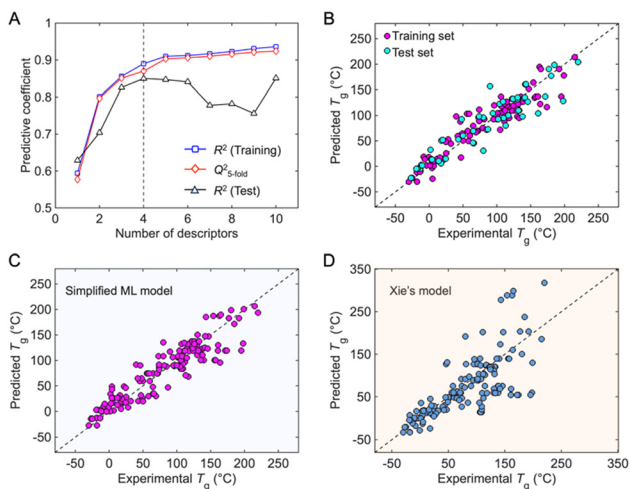 A
1
0.9
0.8
0.7
0.6
0.5
Predictive coefficient
R² (Training)
Q²5-fold
R² (Test)
0 2 4 6 8 10
Number of descriptors
B
250
200
150
100
50
0
-50
Predicted Tg (°C)
Training set
Test set
-50 0 50 100 150 200 250
Experimental Tg (°C)
C
250
200
150
100
50
0
-50
Predicted Tg (°C)
Simplified ML model
-50 0 50 100 150 200 250
Experimental Tg (°C)
D
350
250
150
50
-50
Predicted Tg (°C)
Xie's model
-50 50 150 250 350
Experimental Tg (°C)